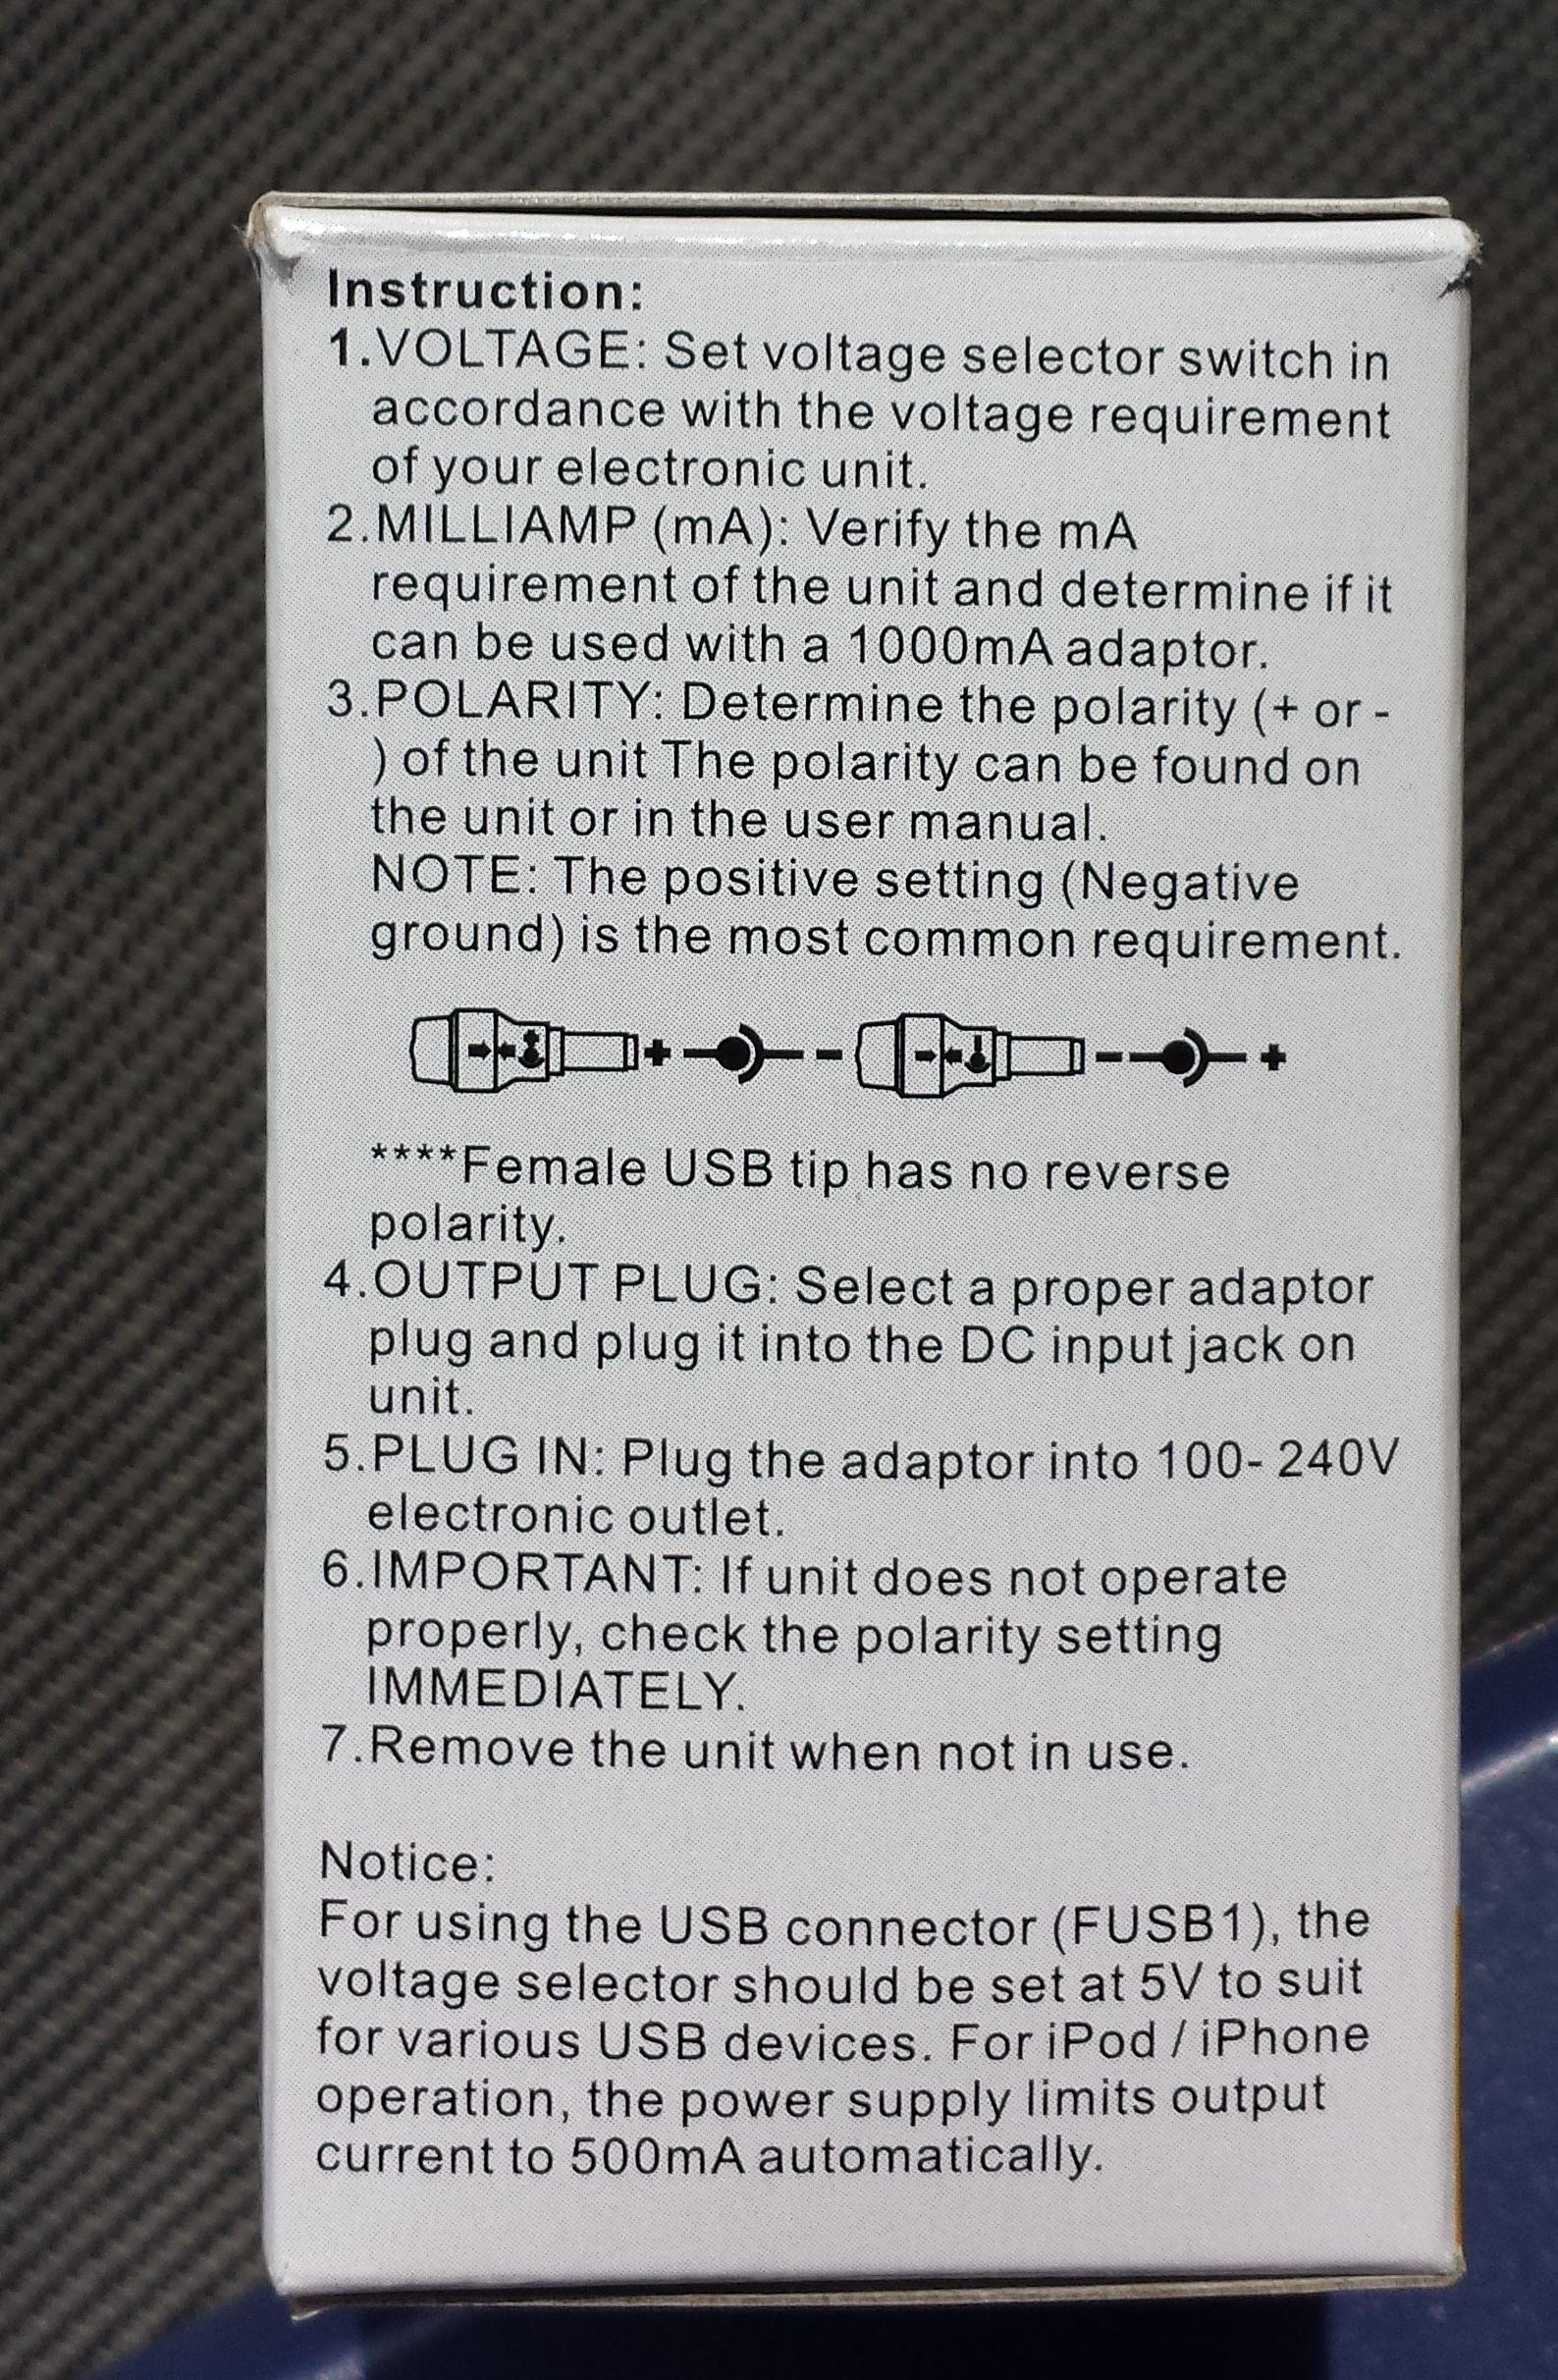 Instruction:
1.VOLTAGE: Set voltage selector switch in
accordance with the voltage requirement
of your electronic unit.
2.MILLIAMP (mA): Verify the mA
requirement of the unit and determine if it
can be used with a 1000mA adaptor.
3.POLARITY: Determine the polarity (+ or -
) of the unit The polarity can be found on
the unit or in the user manual.
NOTE: The positive setting (Negative
ground) is the most common requirement.
+ - - +
****Female USB tip has no reverse
polarity.
4.OUTPUT PLUG: Select a proper adaptor
plug and plug it into the DC input jack on
unit.
5.PLUG IN: Plug the adaptor into 100- 240V
electronic outlet.
6.IMPORTANT: If unit does not operate
properly, check the polarity setting
IMMEDIATELY.
7.Remove the unit when not in use.
Notice:
For using the USB connector (FUSB1), the
voltage selector should be set at 5V to suit
for various USB devices. For iPod / iPhone
operation, the power supply limits output
current to 500mA automatically.